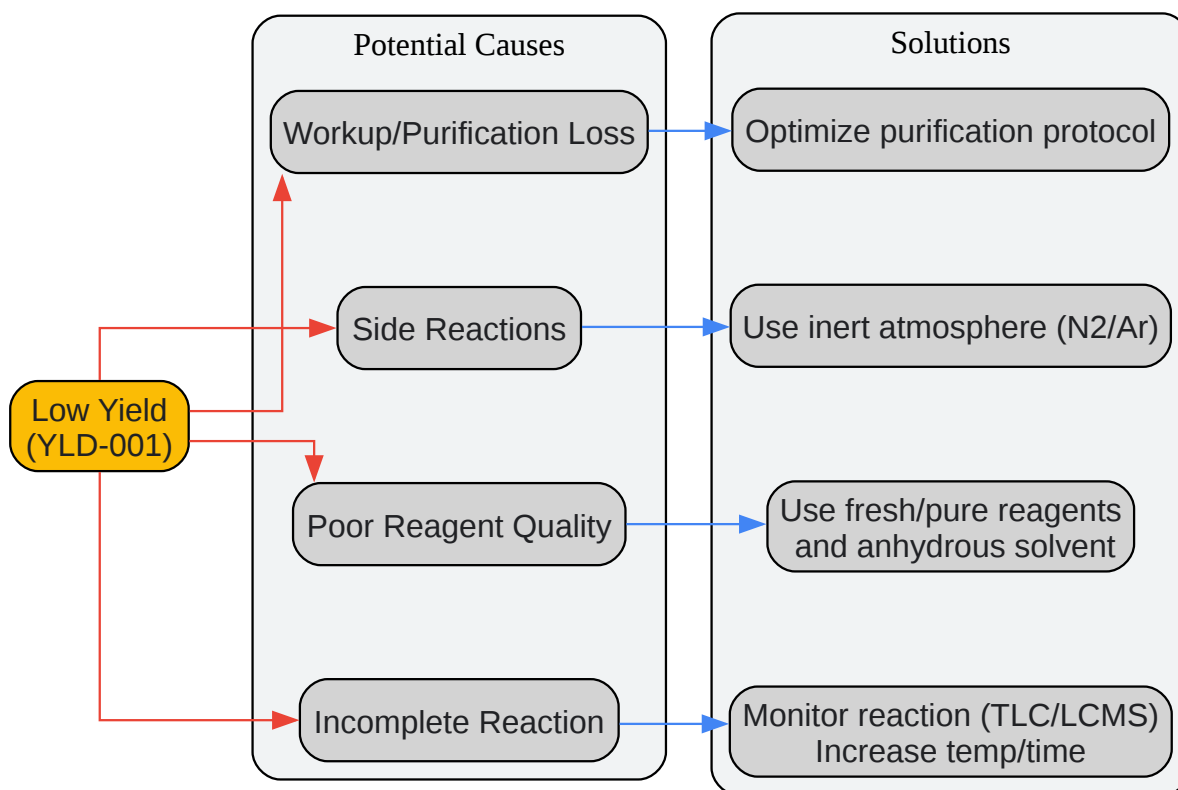 Potential Causes
Solutions
Workup/Purification Loss
Optimize purification protocol
Side Reactions
Use inert atmosphere (N2/Ar)
Low Yield
(YLD-001)
Poor Reagent Quality
Use fresh/pure reagents
and anhydrous solvent
Incomplete Reaction
Monitor reaction (TLC/LCMS)
Increase temp/time